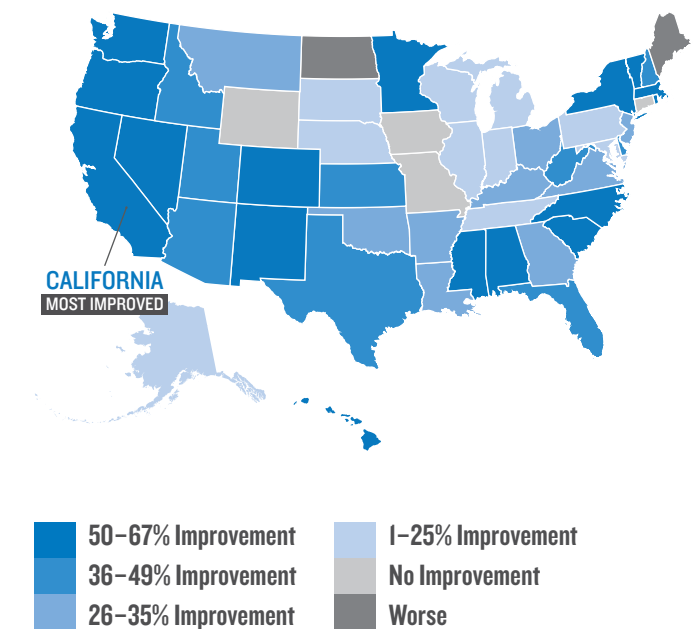 CALIFORNIA
MOST IMPROVED
50–67% Improvement
36–49% Improvement
26–35% Improvement
1–25% Improvement
No Improvement
Worse